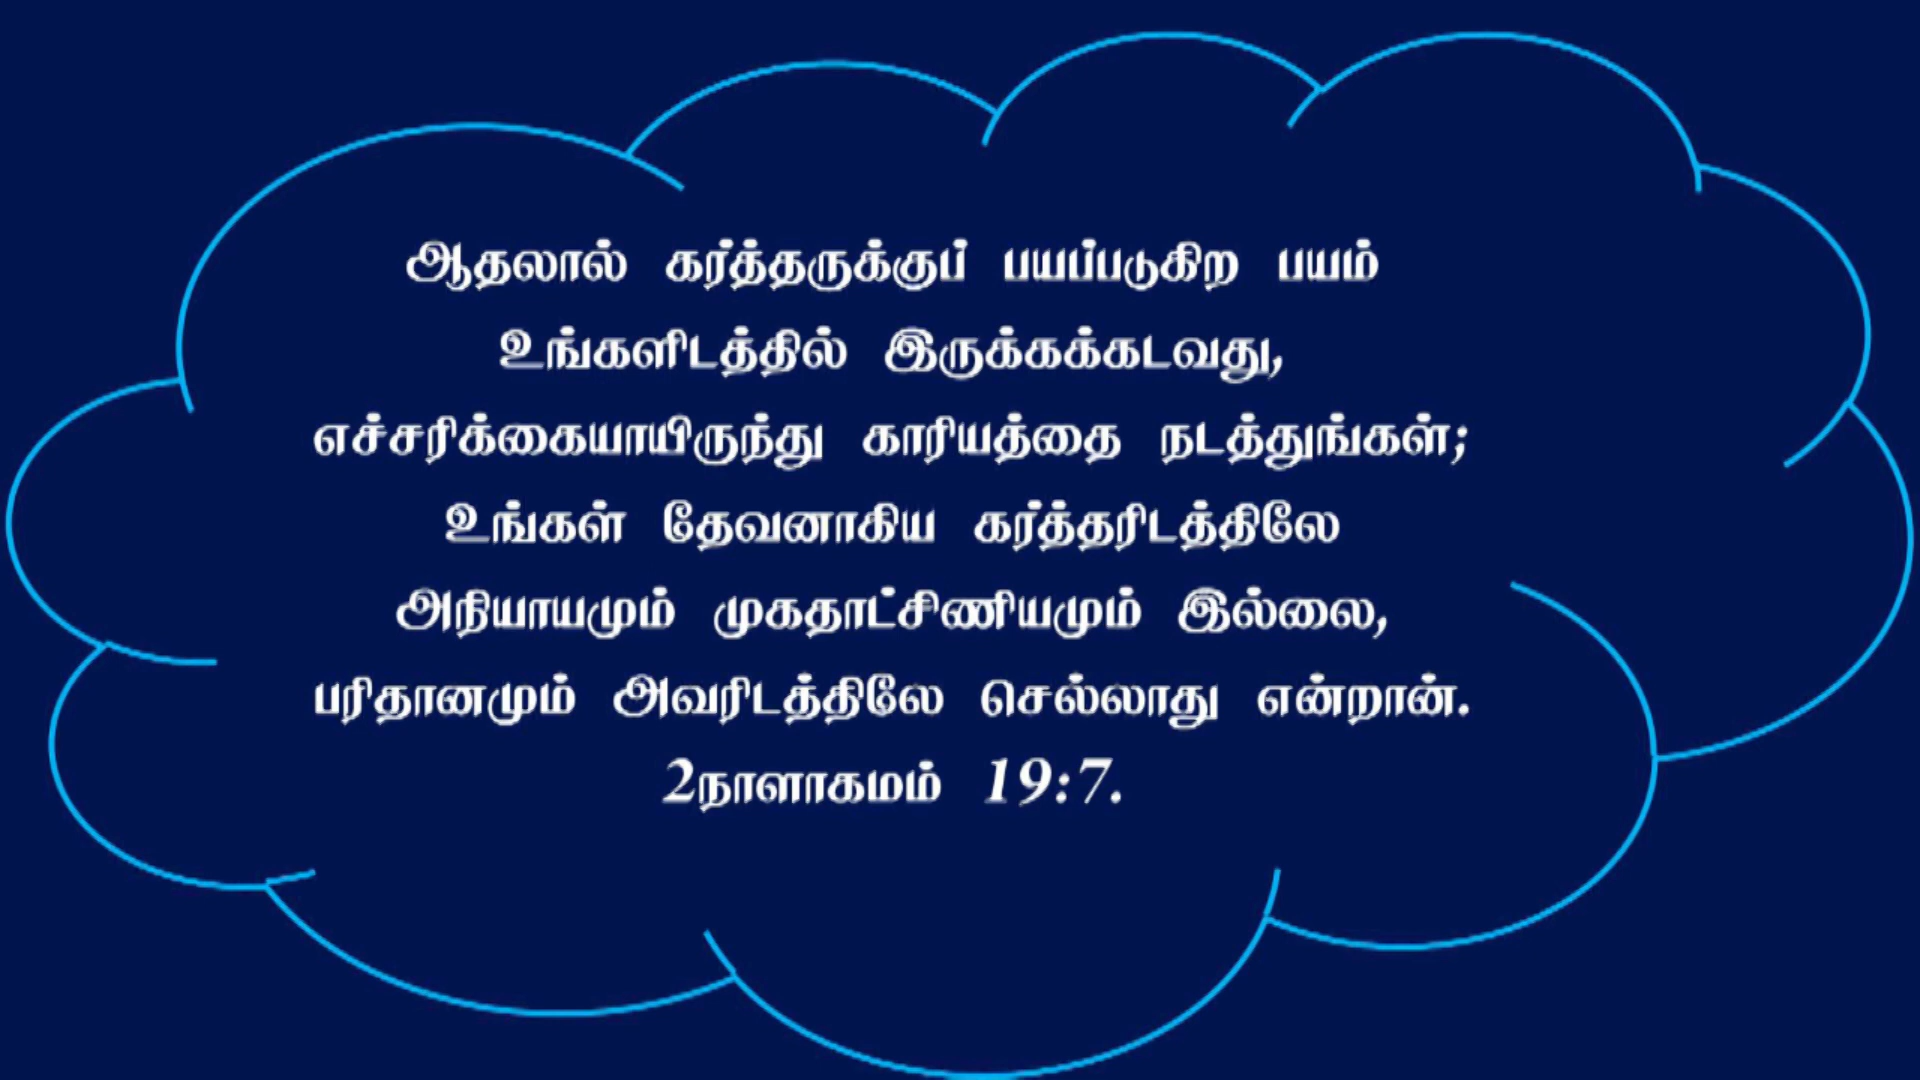 ஆதலால் கர்த்தருக்குப் பயப்படுகிற பயம்
உங்களிடத்தில் இருக்கக்கடவது,
எச்சரிக்கையாயிருந்து காரியத்தை நடத்துங்கள்;
உங்கள் தேவனாகிய கர்த்தரிடத்திலே
அநியாயமும் முகதாட்சிணியமும் இல்லை,
பரிதானமும் அவரிடத்திலே செல்லாது என்றான்.
2நாளாகமம் 19:7.